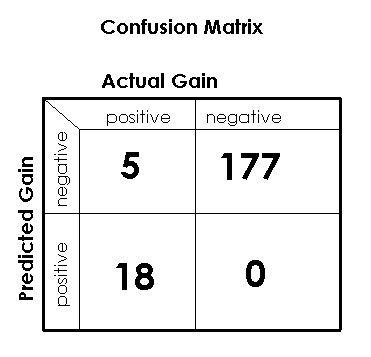 Confusion Matrix
Actual Gain
positive negative
Predicted Gain
negative 5 177
positive 18 0